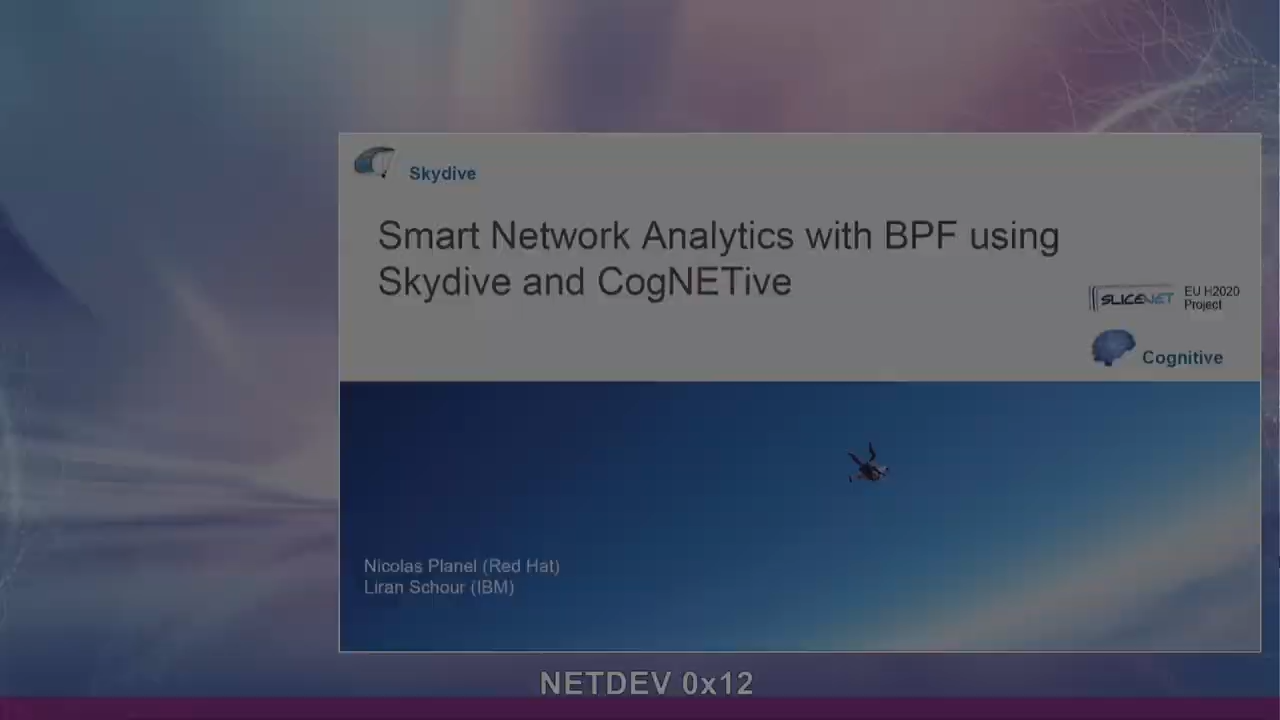 Skydive
Smart Network Analytics with BPF using
Skydive and CogNETive
SLICENET
EU H2020
Project
Cognitive
Nicolas Planel (Red Hat)
Liran Schour (IBM)
NETDEV 0x12